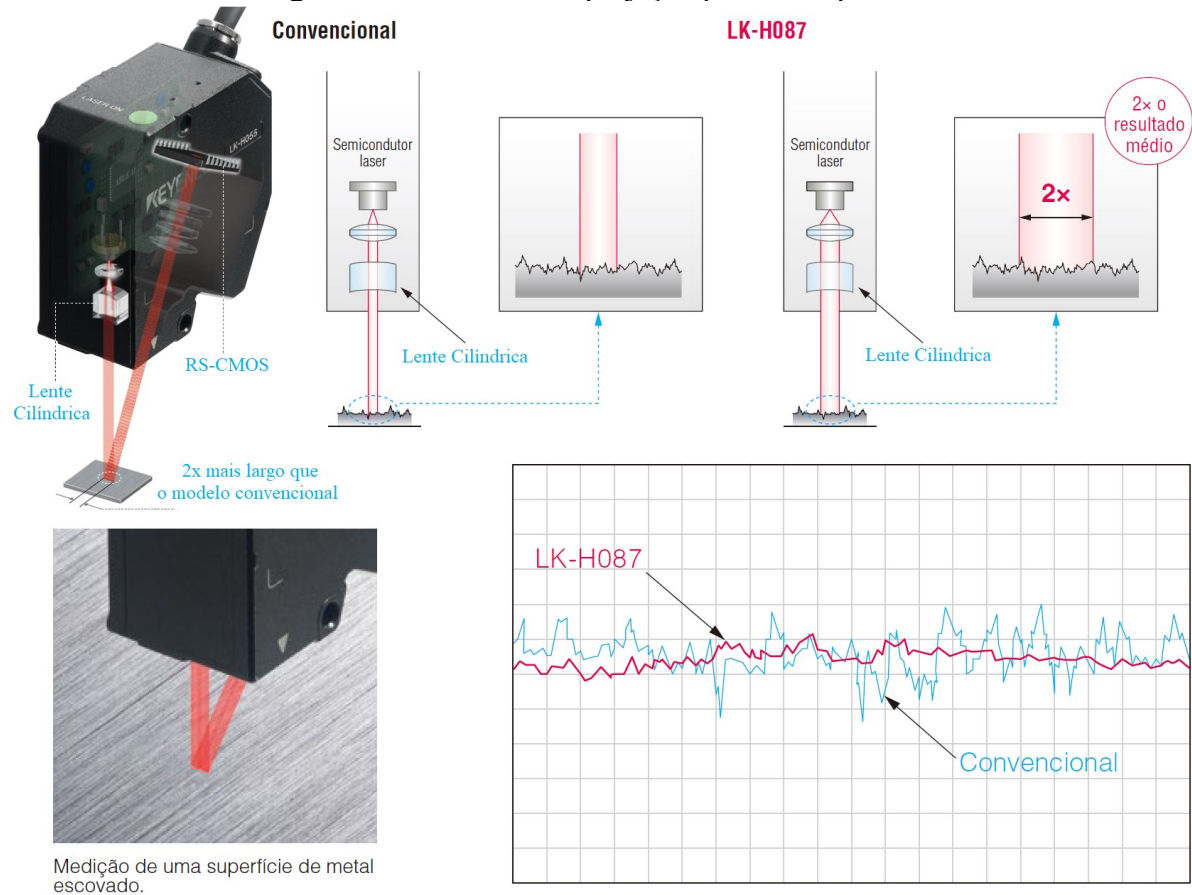 Convencional
LK-H087
LASER ON
LK-H055
Semicondutor
laser
Semicondutor
laser
2× o
resultado
médio
2×
Lente Cilíndrica
Lente Cilíndrica
RS-CMOS
Lente
Cilíndrica
2x mais largo que
o modelo convencional
LK-H087
Convencional
Medição de uma superfície de metal
escovado.